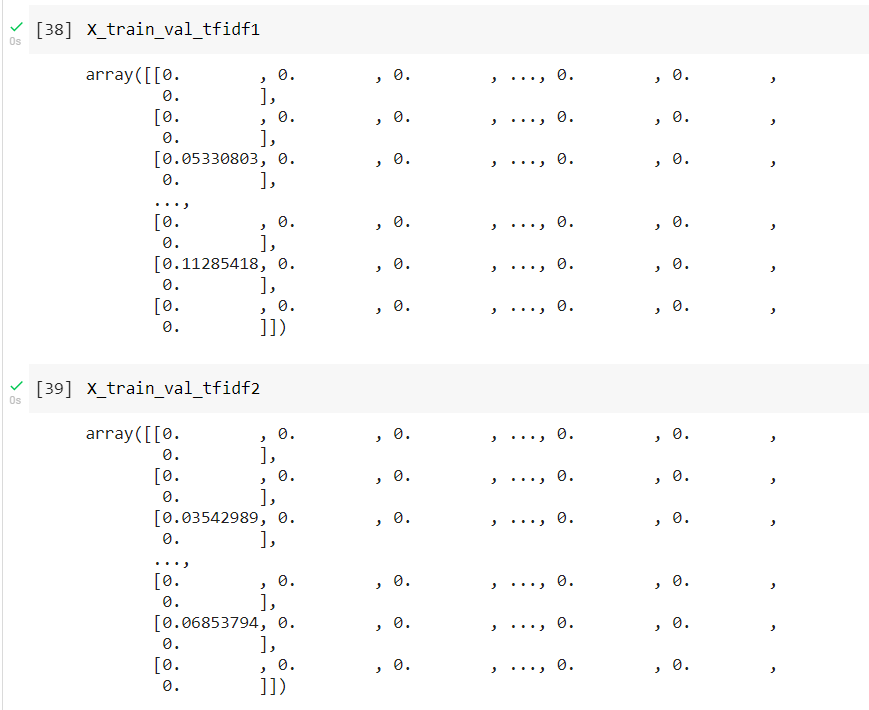 [38] X_train_val_tfidf1
0s
array([[0.        , 0.        , 0.        , ..., 0.        , 0.        ,
        0.        ],
       [0.        , 0.        , 0.        , ..., 0.        , 0.        ,
        0.        ],
       [0.05330803, 0.        , 0.        , ..., 0.        , 0.        ,
        0.        ],
       ...,
       [0.        , 0.        , 0.        , ..., 0.        , 0.        ,
        0.        ],
       [0.11285418, 0.        , 0.        , ..., 0.        , 0.        ,
        0.        ],
       [0.        , 0.        , 0.        , ..., 0.        , 0.        ,
        0.        ]])
[39] X_train_val_tfidf2
0s
array([[0.        , 0.        , 0.        , ..., 0.        , 0.        ,
        0.        ],
       [0.        , 0.        , 0.        , ..., 0.        , 0.        ,
        0.        ],
       [0.03542989, 0.        , 0.        , ..., 0.        , 0.        ,
        0.        ],
       ...,
       [0.        , 0.        , 0.        , ..., 0.        , 0.        ,
        0.        ],
       [0.06853794, 0.        , 0.        , ..., 0.        , 0.        ,
        0.        ],
       [0.        , 0.        , 0.        , ..., 0.        , 0.        ,
        0.        ]])